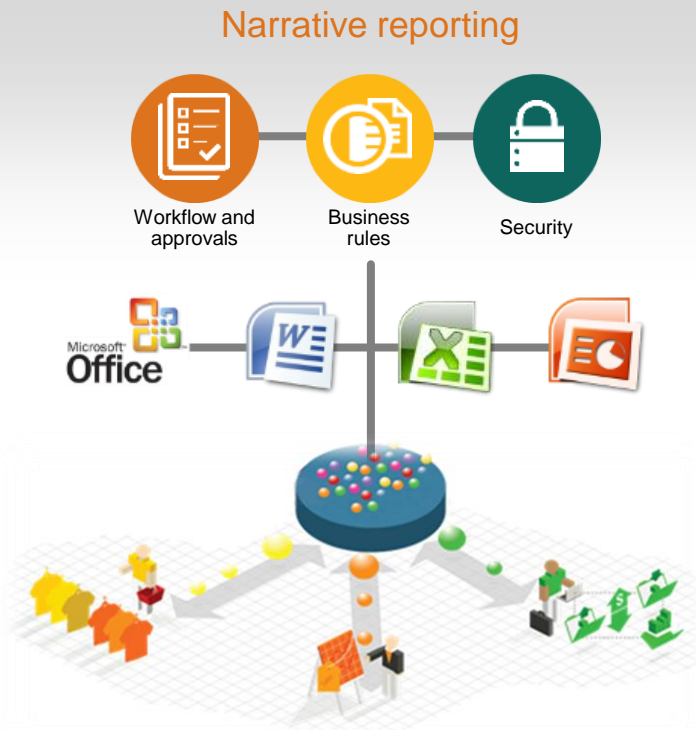 Narrative reporting
Workflow and
approvals
Business
rules
Security
Microsoft
Office
W
X
$